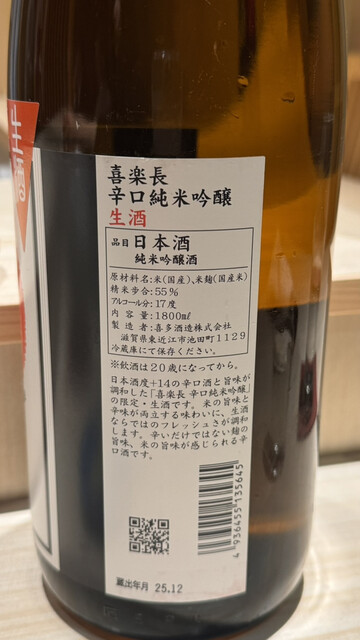 生酒
喜楽長
辛口純米吟醸
生酒
品目 日本酒
純米吟醸酒
原材料名:米(国産)、米麹(国産米)
精米歩合:55%
アルコール分:17度
内容量:1800㎖
製造者:喜多酒造株式会社
滋賀県東近江市池田町1129
冷蔵庫にて保存ください。
※飲酒は20歳になってから。
日本酒度+14の辛口酒と旨味が
調和した「喜楽長 辛口純米吟醸」
の限定・生酒です。米の旨味と
辛味が両立する味わいに、生酒
ならではのフレッシュさが調和
します。辛いだけではない麹の
旨味、米の旨味が感じられる辛
口酒です。
4 936455 135645
蔵出年月 25.12